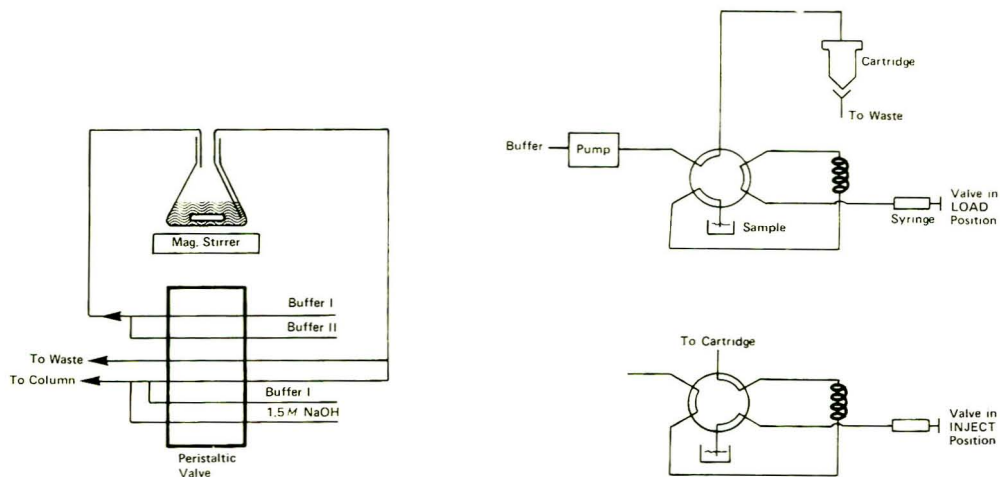 Mag. Stirrer
Buffer I
Buffer II
To Waste
To Column
Buffer I
1.5M NaOH
Peristaltic
Valve
Cartridge
To Waste
Buffer
Pump
Sample
Syringe
Valve in
LOAD
Position
To Cartridge
Valve in
INJECT
Position